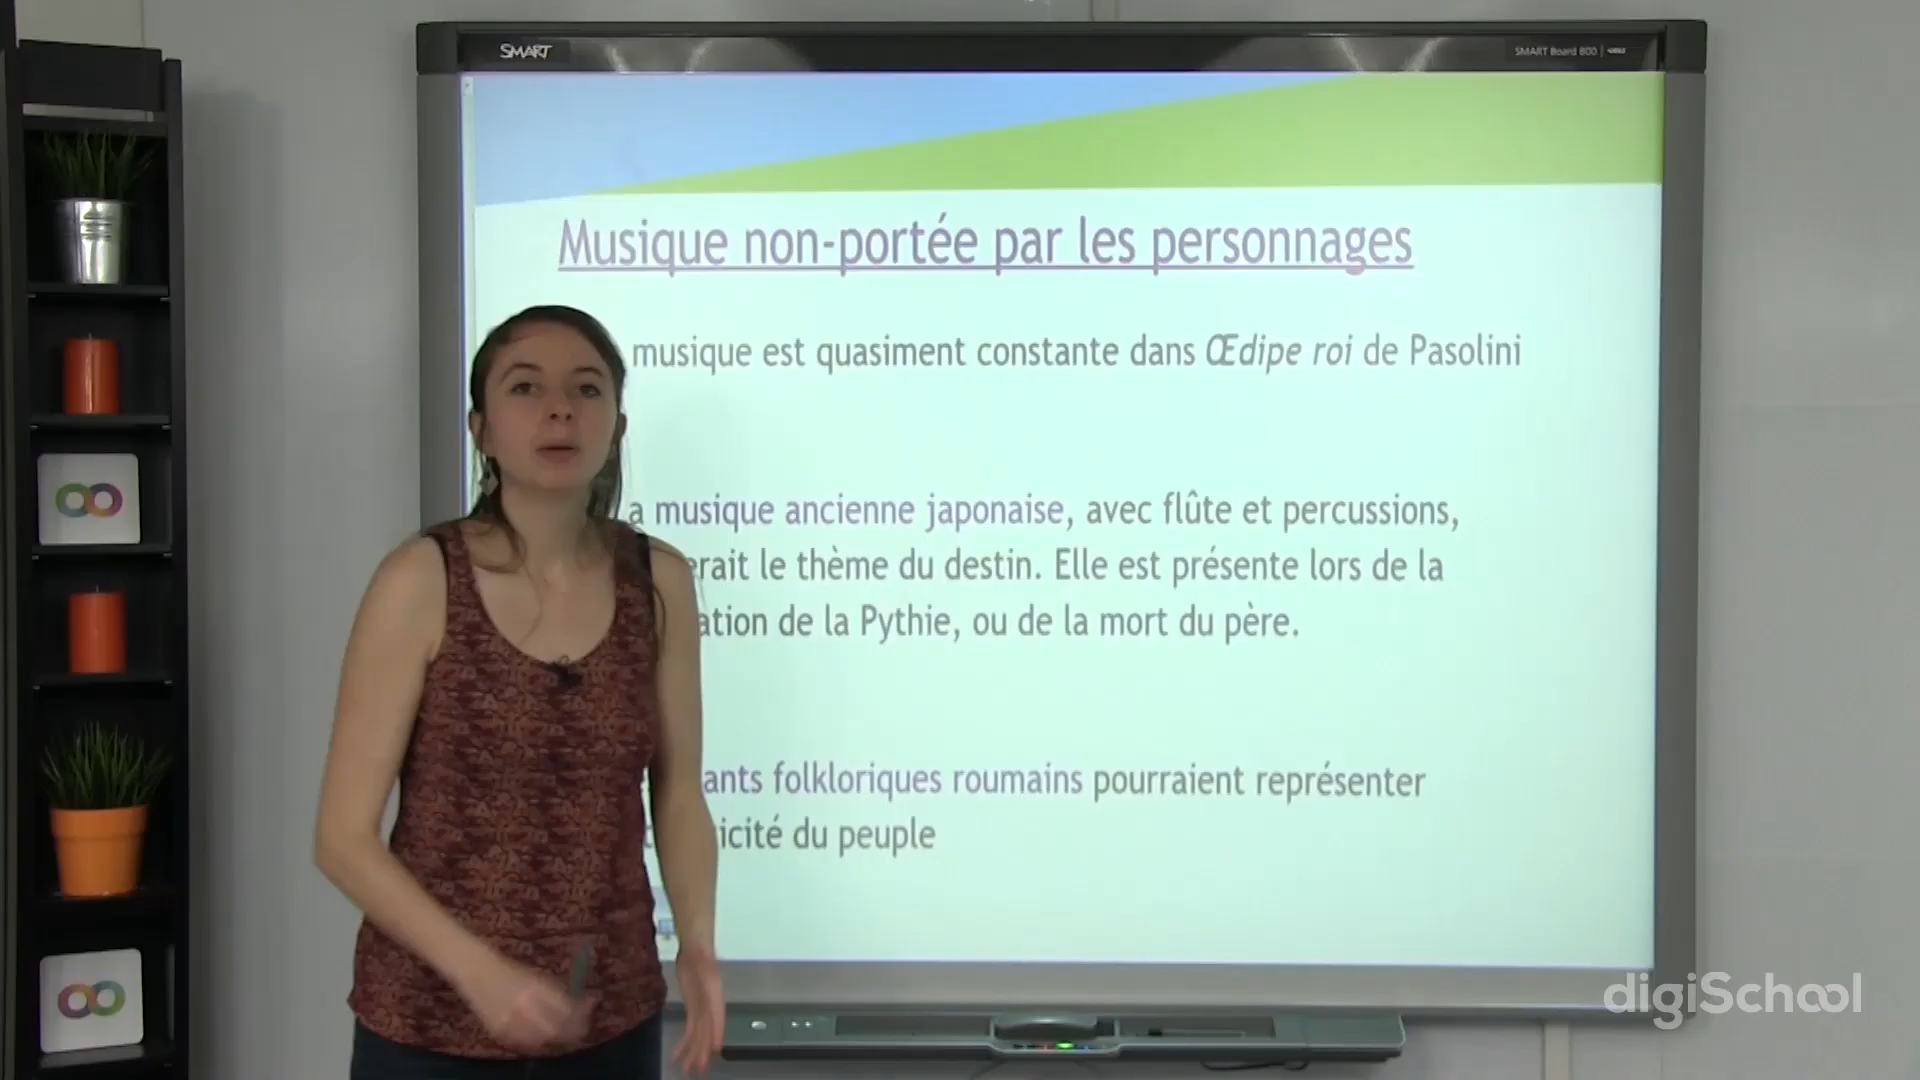 SMART
SMART Board 800
Musique non-portée par les personnages
musique est quasiment constante dans Œdipe roi de Pasolini
a musique ancienne japonaise, avec flûte et percussions,
erait le thème du destin. Elle est présente lors de la
ation de la Pythie, ou de la mort du père.
ants folkloriques roumains pourraient représenter
icité du peuple
digiSchool